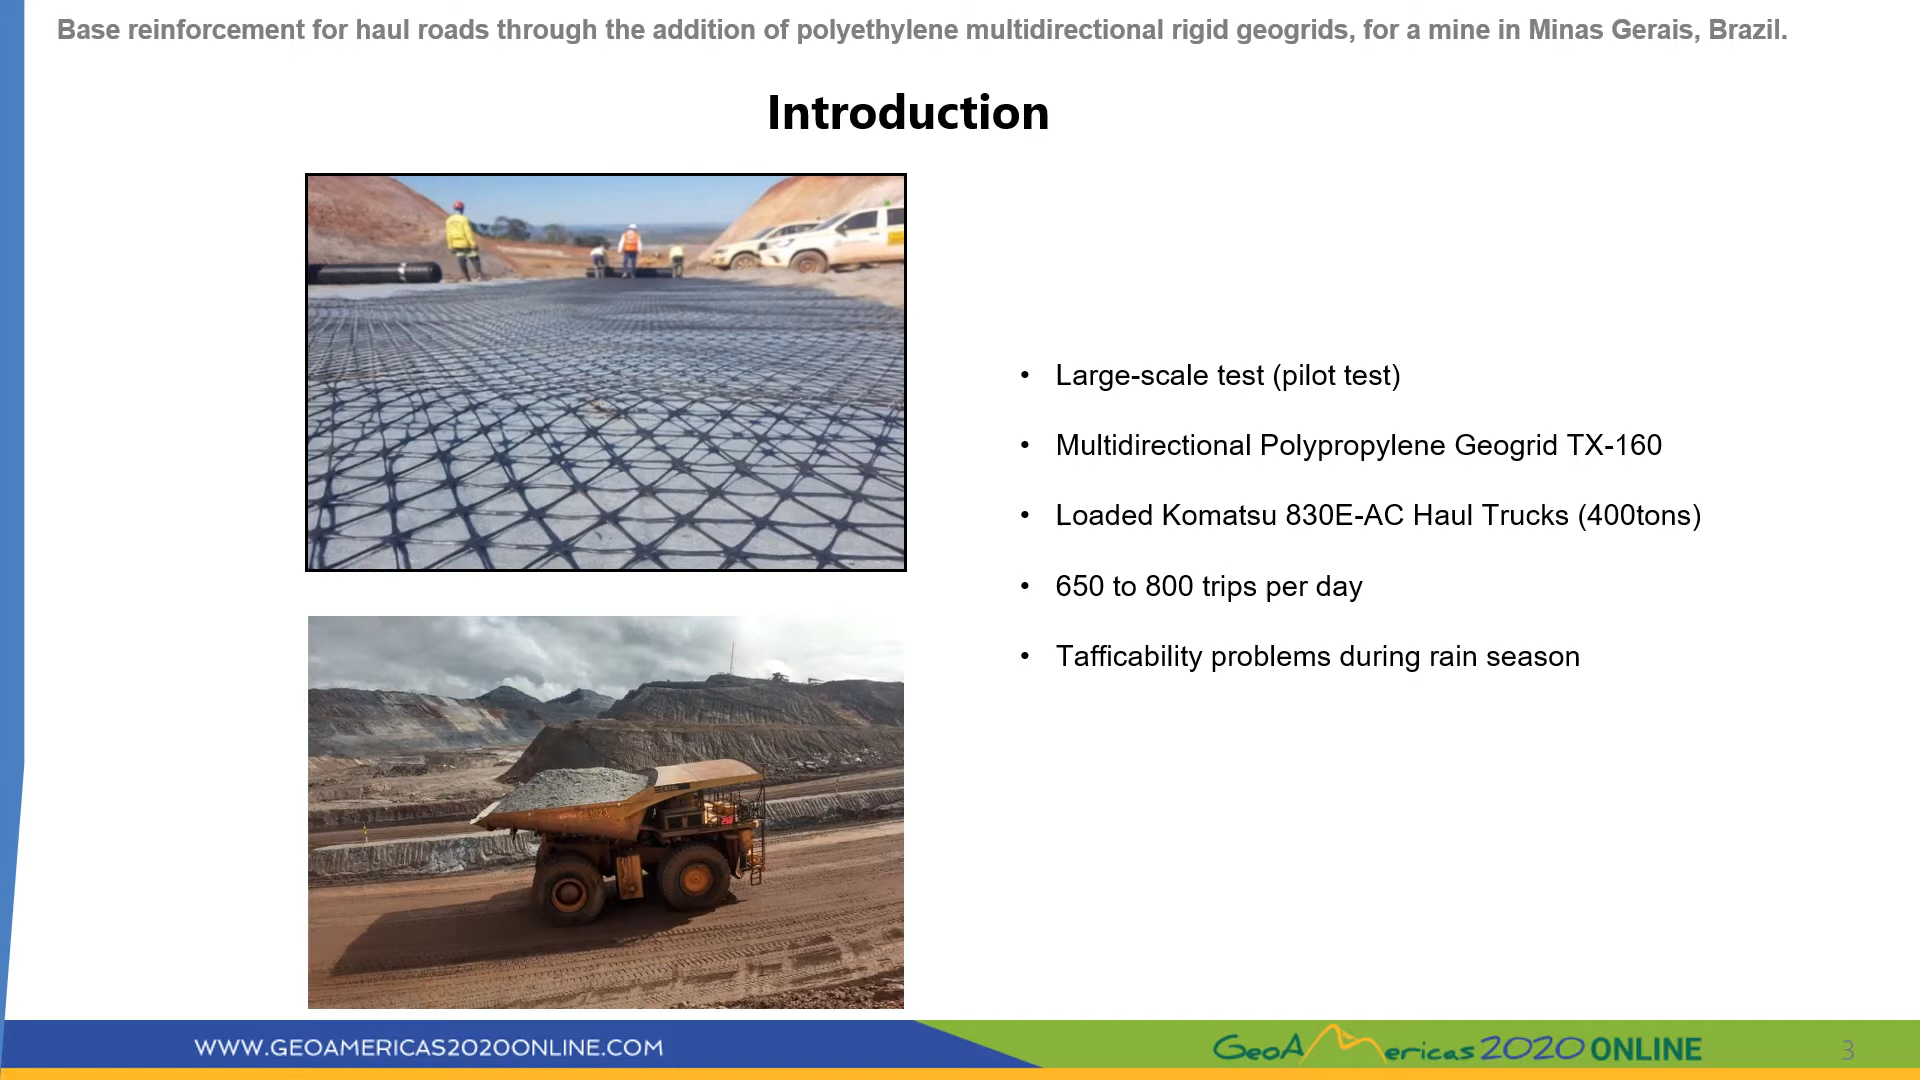 Base reinforcement for haul roads through the addition of polyethylene multidirectional rigid geogrids, for a mine in Minas Gerais, Brazil.
Introduction
• Large-scale test (pilot test)
• Multidirectional Polypropylene Geogrid TX-160
• Loaded Komatsu 830E-AC Haul Trucks (400tons)
• 650 to 800 trips per day
• Tafficability problems during rain season
WWW.GEOAMERICAS2020ONLINE.COM
GeoAmericas 2020 ONLINE
3